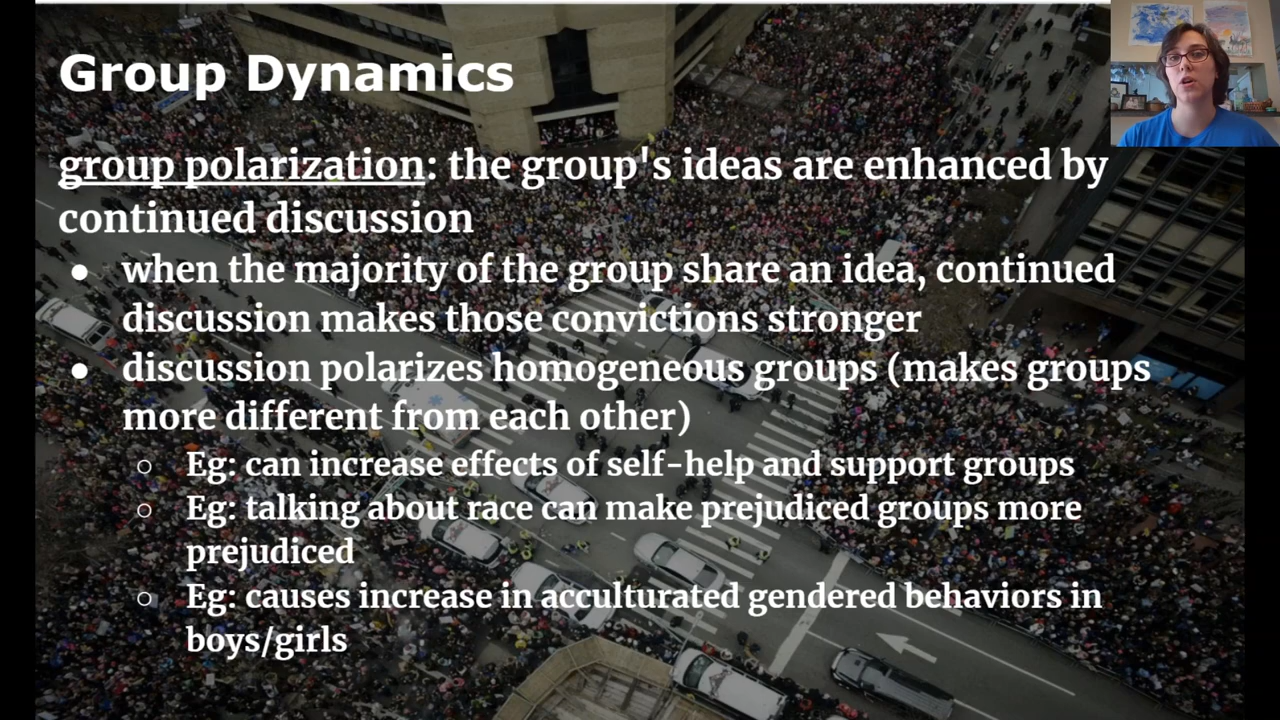 Group Dynamics
group polarization: the group's ideas are enhanced by
continued discussion
● when the majority of the group share an idea, continued
discussion makes those convictions stronger
● discussion polarizes homogeneous groups (makes groups
more different from each other)
○ Eg: can increase effects of self-help and support groups
○ Eg: talking about race can make prejudiced groups more
prejudiced
○ Eg: causes increase in acculturated gendered behaviors in
boys/girls